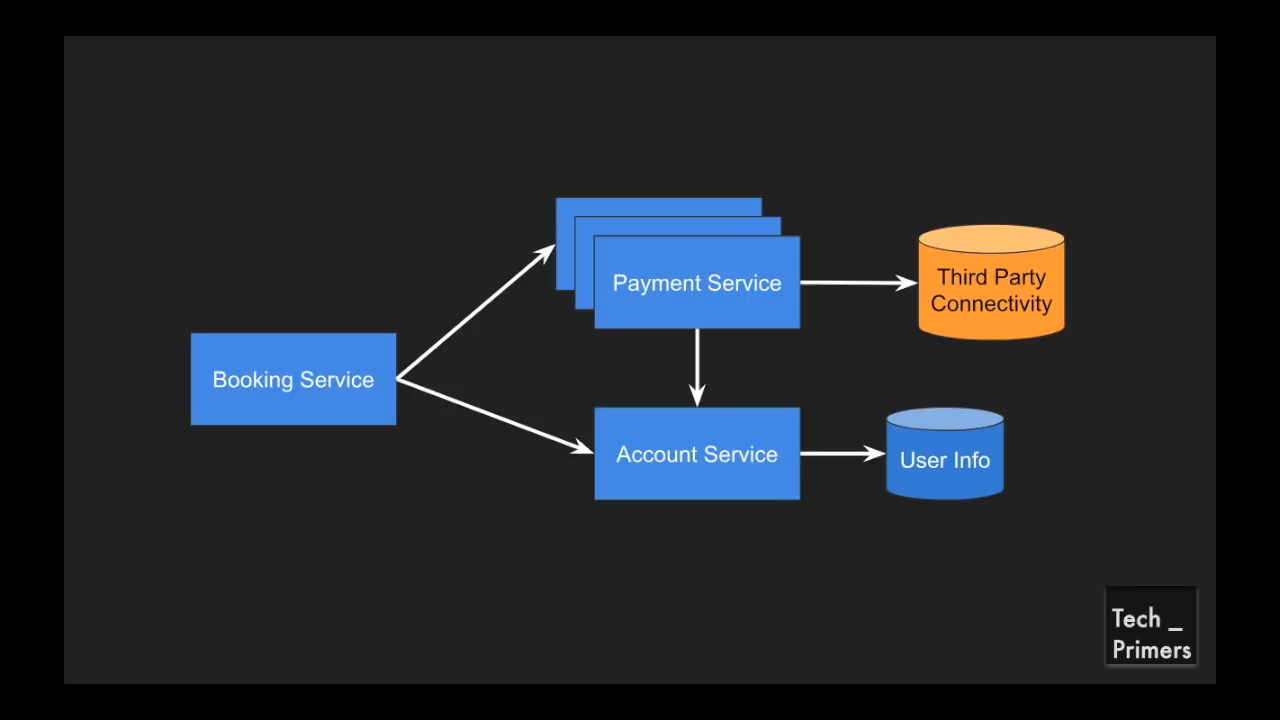 Payment Service
Third Party
Connectivity
Booking Service
Account Service
User Info
Tech _
Primers